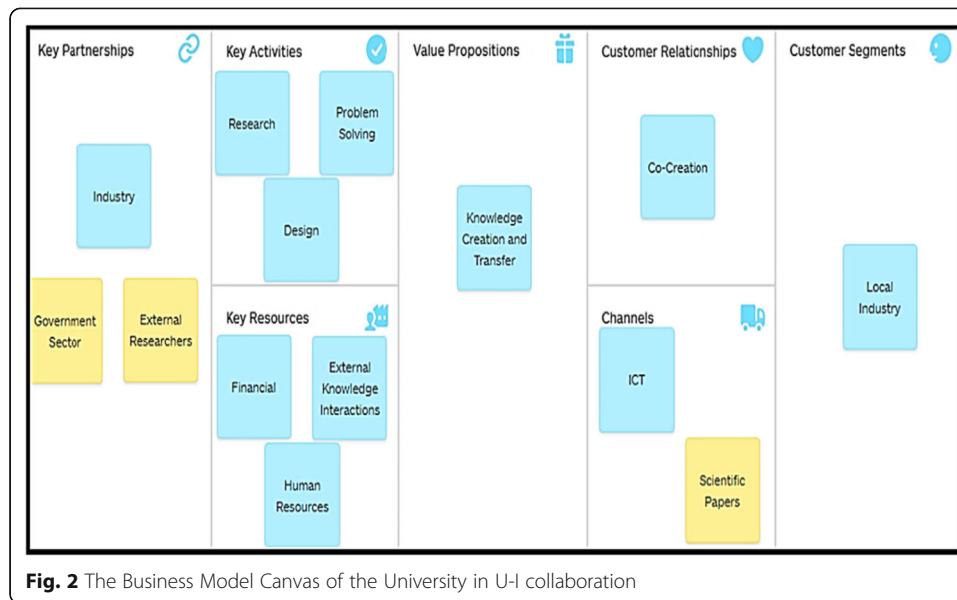 Key Partnerships
Industry
Government
Sector
External
Researchers
Key Activities
Research
Problem
Solving
Design
Key Resources
Financial
External
Knowledge
Interactions
Human
Resources
Value Propositions
Knowledge
Creation and
Transfer
Customer Relationships
Co-Creation
Channels
ICT
Scientific
Papers
Customer Segments
Local
Industry
Fig. 2 The Business Model Canvas of the University in U-I collaboration